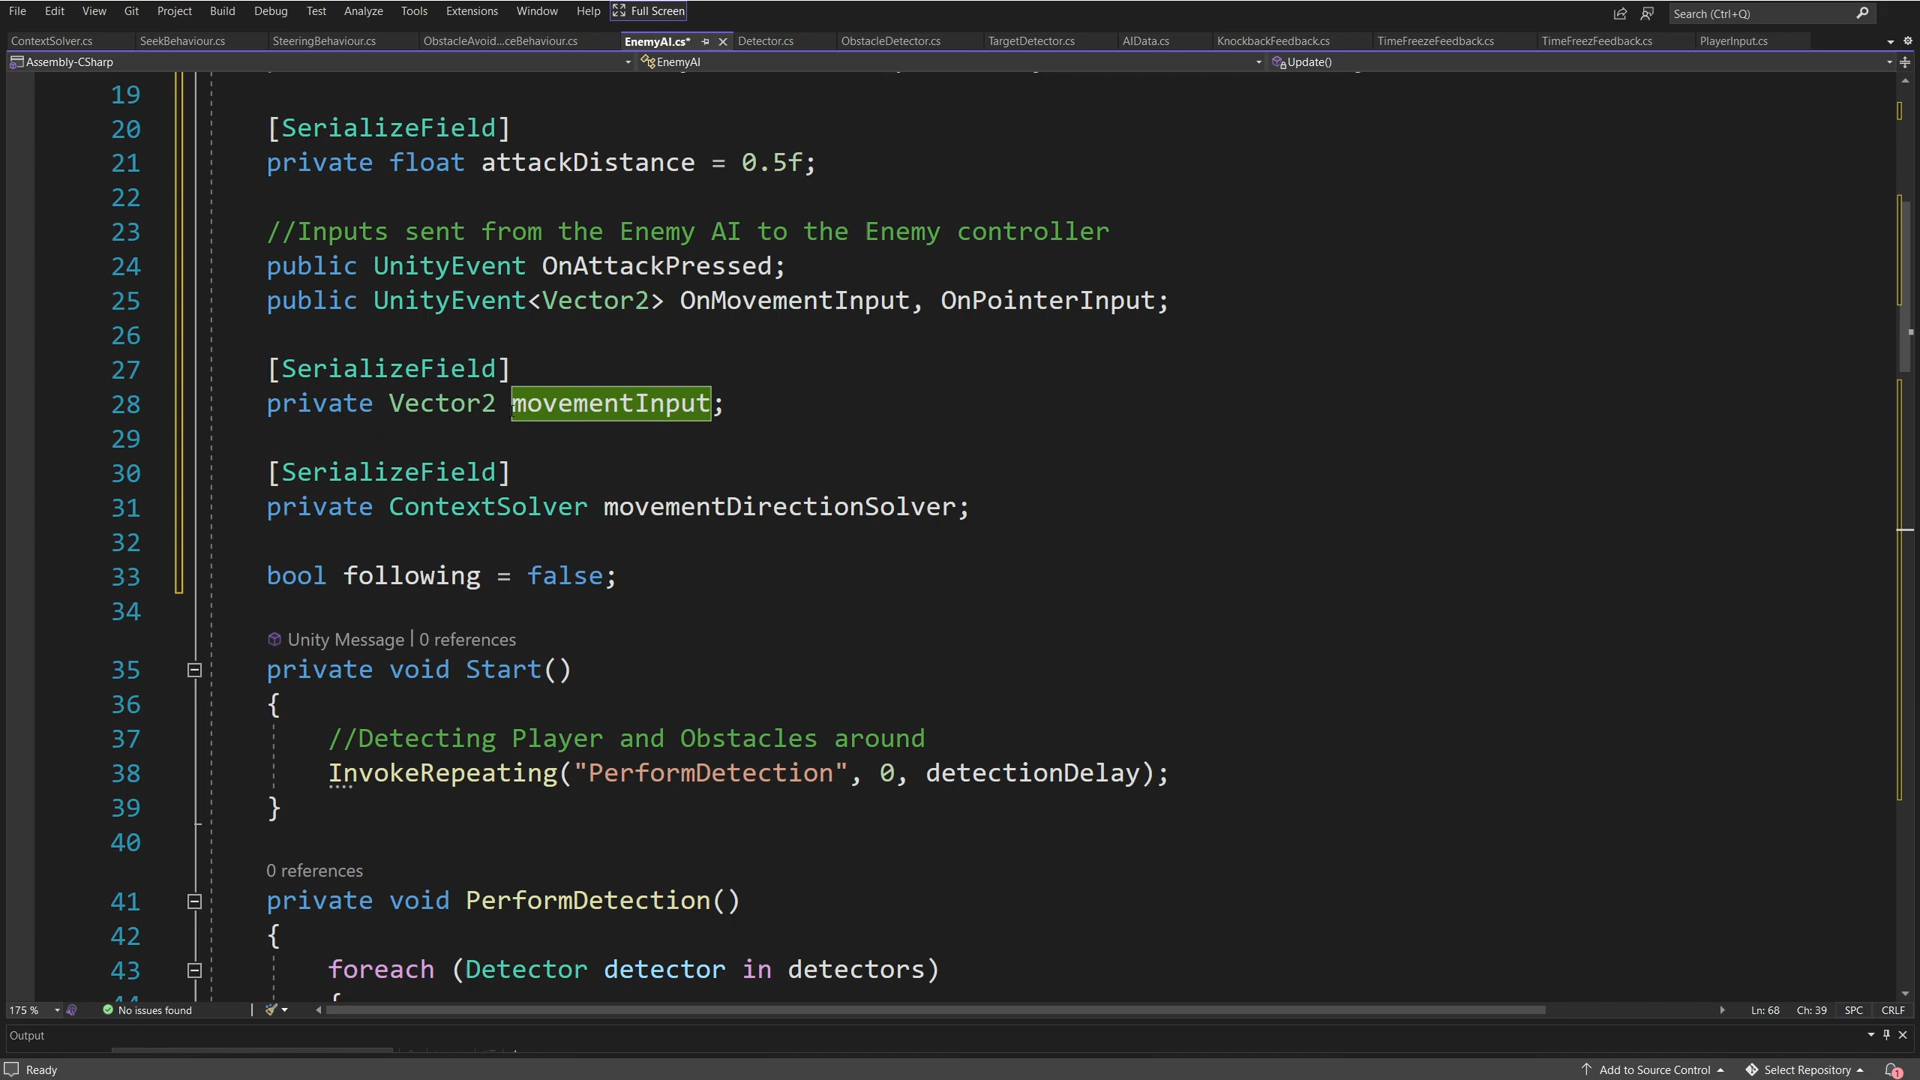 File Edit View Git Project Build Debug Test Analyze Tools Extensions Window Help Full Screen Search (Ctrl+Q)
ContextSolver.cs SeekBehaviour.cs SteeringBehaviour.cs ObstacleAvoid...ceBehaviour.cs EnemyAI.cs* Detector.cs ObstacleDetector.cs TargetDetector.cs AIData.cs KnockbackFeedback.cs TimeFreezeFeedback.cs TimeFreezFeedback.cs PlayerInput.cs
Assembly-CSharp EnemyAI Update()
19
20 [SerializeField]
21 private float attackDistance = 0.5f;
22
23 //Inputs sent from the Enemy AI to the Enemy controller
24 public UnityEvent OnAttackPressed;
25 public UnityEvent<Vector2> OnMovementInput, OnPointerInput;
26
27 [SerializeField]
28 private Vector2 movementInput;
29
30 [SerializeField]
31 private ContextSolver movementDirectionSolver;
32
33 bool following = false;
34
Unity Message | 0 references
35 private void Start()
36 {
37 //Detecting Player and Obstacles around
38 InvokeRepeating("PerformDetection", 0, detectionDelay);
39 }
40
0 references
41 private void PerformDetection()
42 {
43 foreach (Detector detector in detectors)
44 {
175 % No issues found Ln: 68 Ch: 39 SPC CRLF
Output
Ready Add to Source Control Select Repository 1